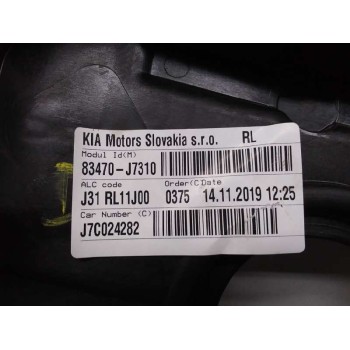 KIA Motors Slovakia s.r.o. RL
Modul Id(M)
83470-J7310
ALC code Order(C Date
J31 RL11J00 0375 14.11.2019 12:25
Car Number (C)
J7C024282